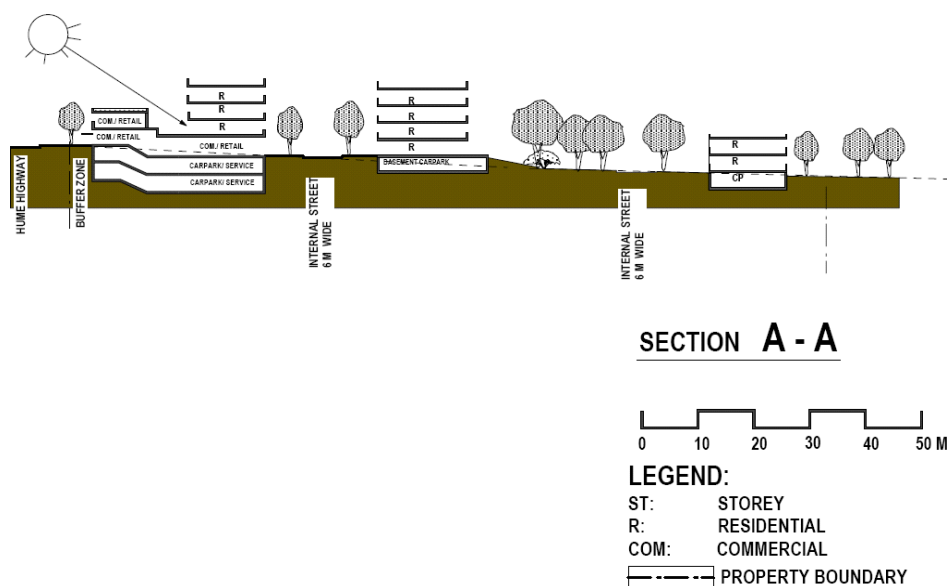 R
R
R
COM./ RETAIL
COM./ RETAIL
COM./ RETAIL
CARPARK/ SERVICE
CARPARK/ SERVICE
R
R
R
R
BASEMENT CARPARK
R
R
CP
HUME HIGHWAY
BUFFER ZONE
INTERNAL STREET
6 M WIDE
INTERNAL STREET
6 M WIDE
SECTION A - A
0 10 20 30 40 50 M
LEGEND:
ST: STOREY
R: RESIDENTIAL
COM: COMMERCIAL
PROPERTY BOUNDARY